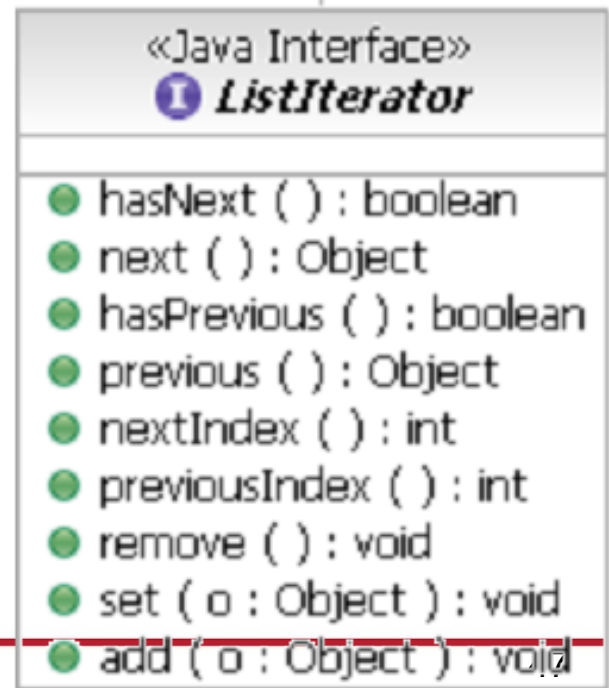 «Java Interface»
I ListIterator
hasNext ( ) : boolean
next ( ) : Object
hasPrevious ( ) : boolean
previous ( ) : Object
nextIndex ( ) : int
previousIndex ( ) : int
remove ( ) : void
set ( o : Object ) : void
add ( o : Object ) : void